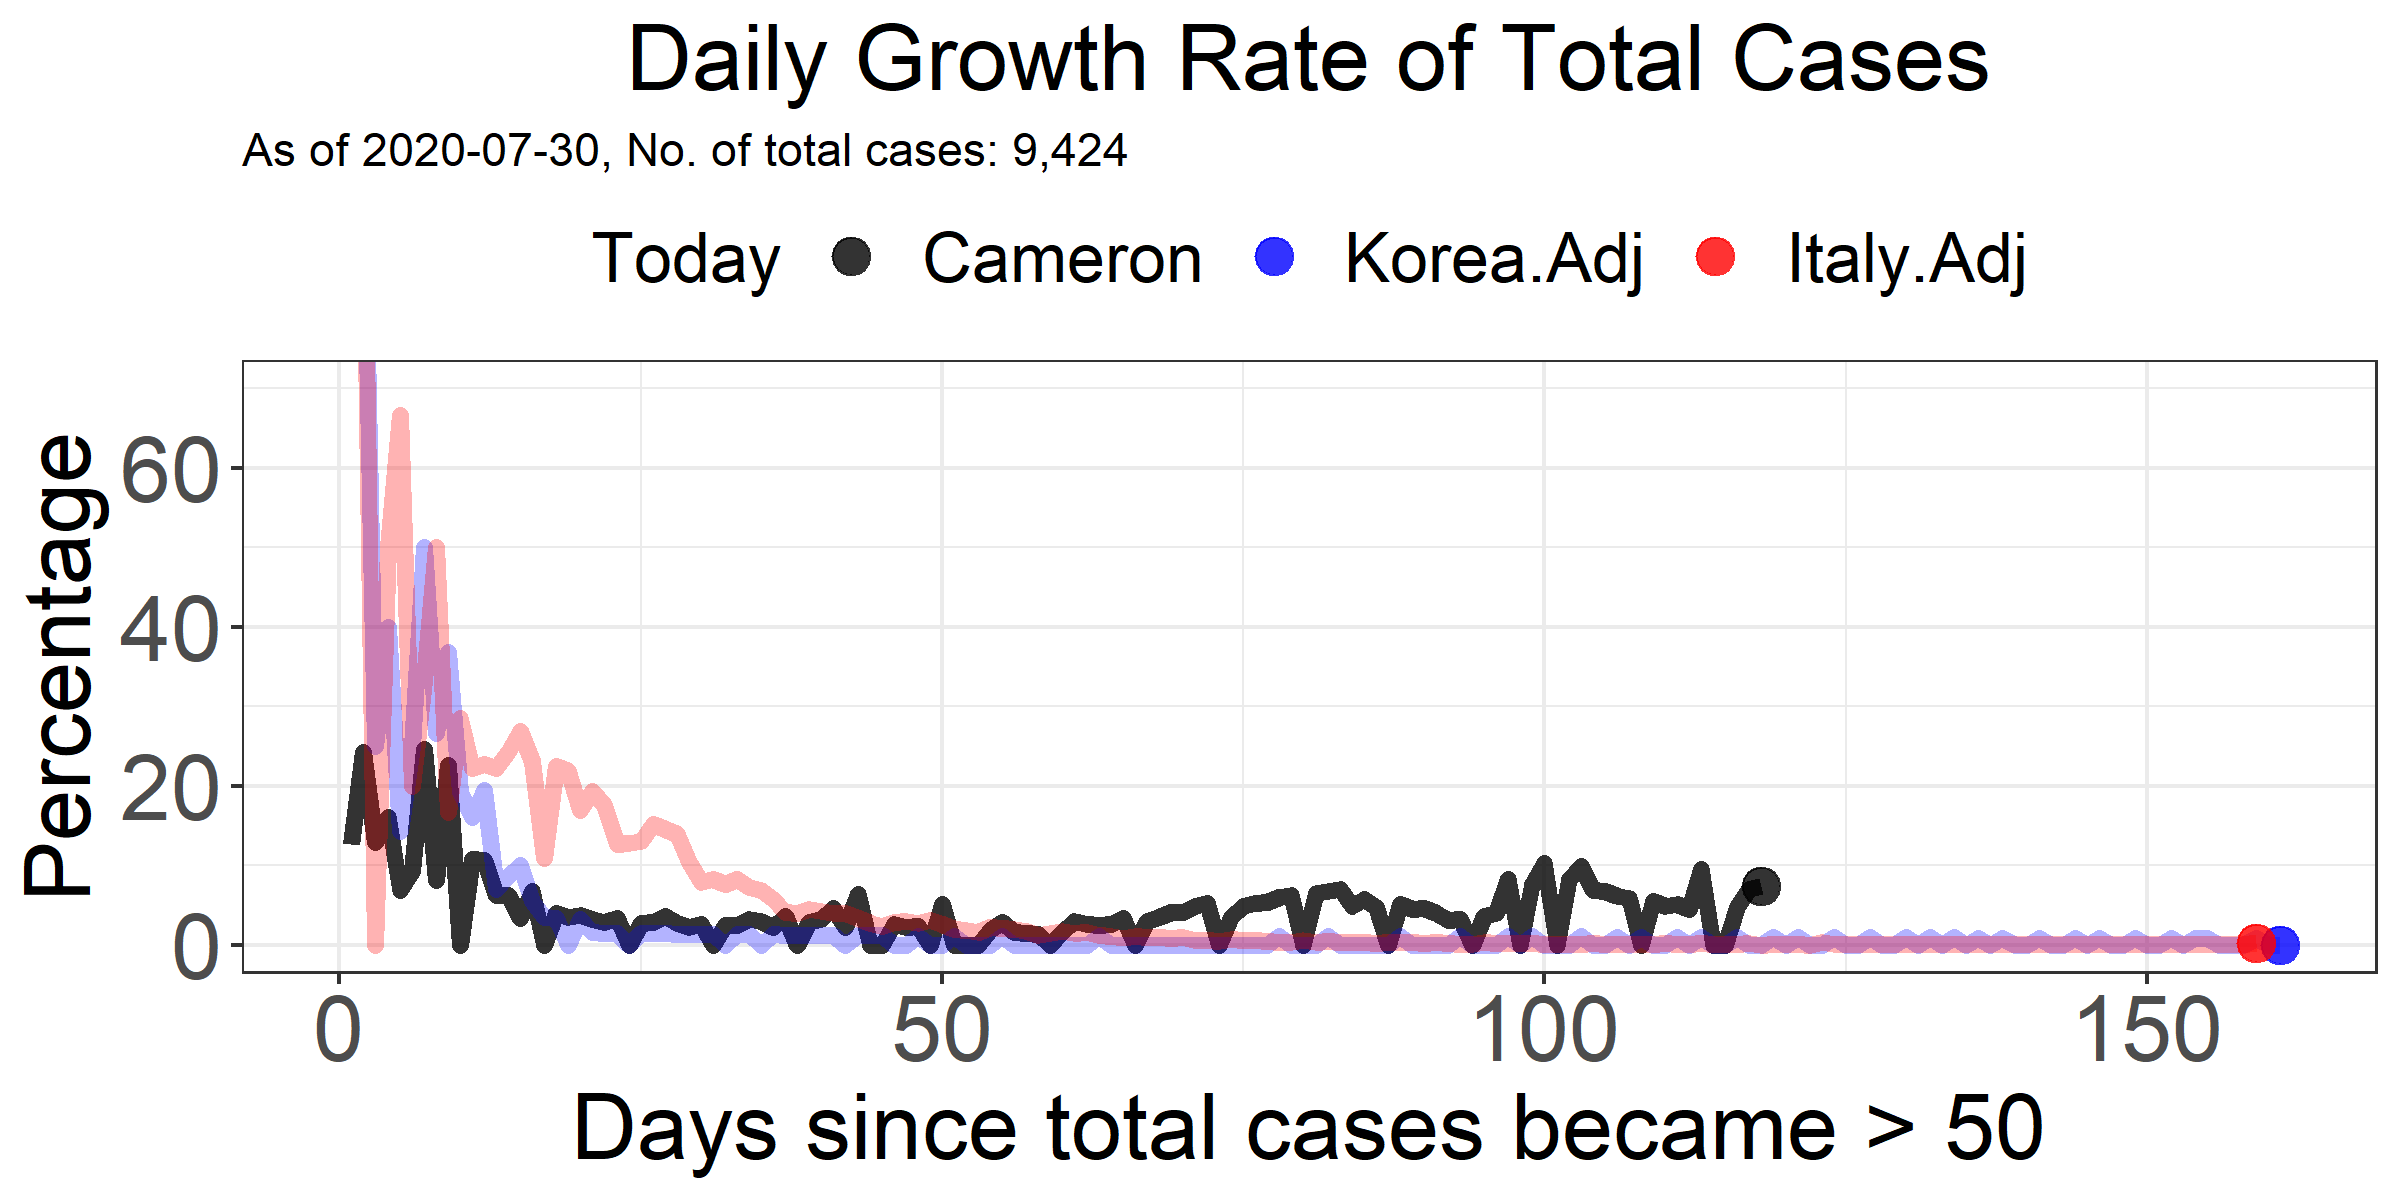 Daily Growth Rate of Total Cases
As of 2020-07-30, No. of total cases: 9,424
Today Cameron Korea.Adj Italy.Adj
Percentage
60
40
20
0
0 50 100 150
Days since total cases became > 50